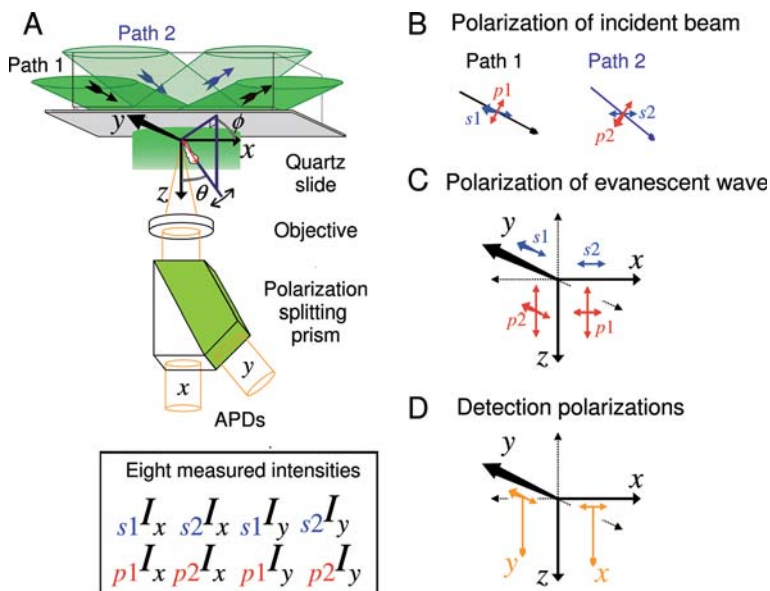 A
Path 2
Path 1
y
ϕ
x
Quartz
slide
z
θ
Objective
Polarization
splitting
prism
x
y
APDs
Eight measured intensities
s1Ix s2Ix s1Iy s2Iy
p1Ix p2Ix p1Iy p2Iy
B Polarization of incident beam
Path 1 Path 2
p1
s1
s2
p2
C Polarization of evanescent wave
y
s1
s2
x
p2
p1
z
D Detection polarizations
y
x
y
z
x